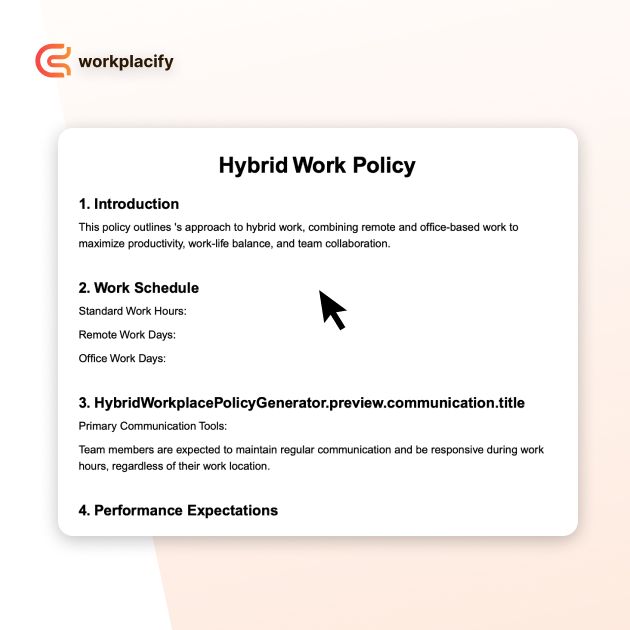 workplacify
Hybrid Work Policy
1. Introduction
This policy outlines 's approach to hybrid work, combining remote and office-based work to
maximize productivity, work-life balance, and team collaboration.
2. Work Schedule
Standard Work Hours:
Remote Work Days:
Office Work Days:
3. HybridWorkplacePolicyGenerator.preview.communication.title
Primary Communication Tools:
Team members are expected to maintain regular communication and be responsive during work
hours, regardless of their work location.
4. Performance Expectations